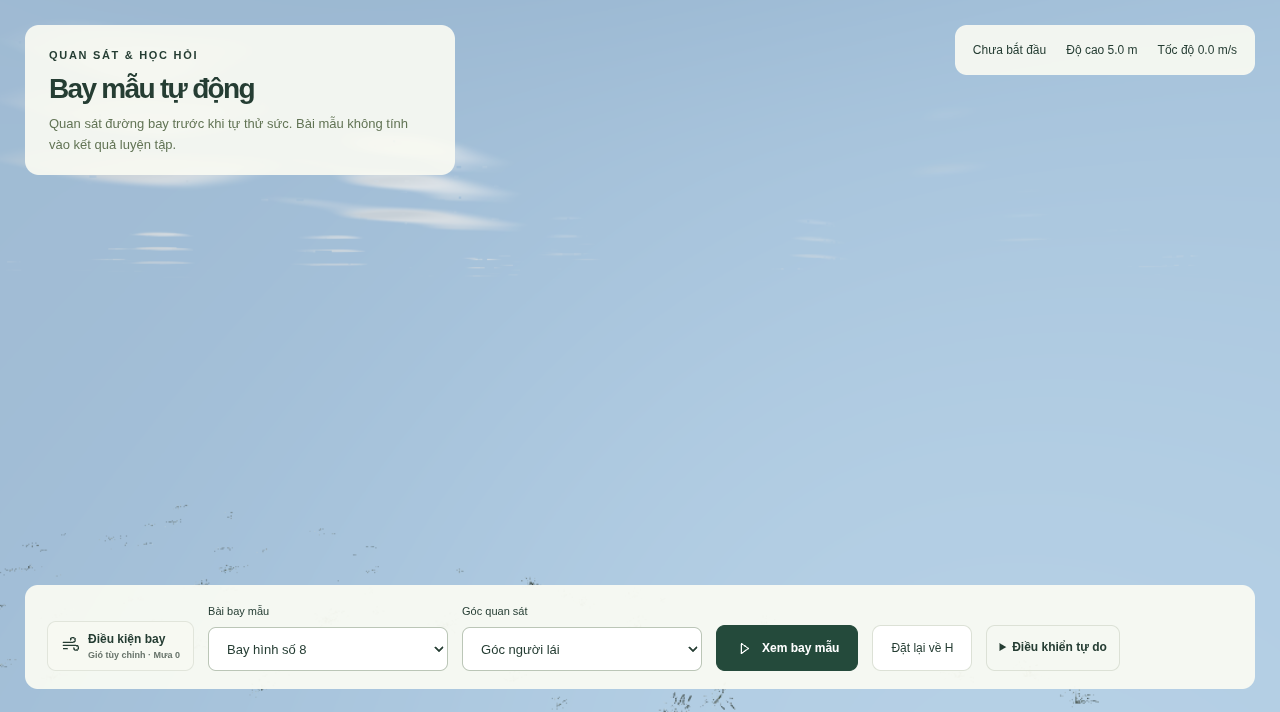 QUAN SÁT & HỌC HỎI
Bay mẫu tự động
Quan sát đường bay trước khi tự thử sức. Bài mẫu không tính
vào kết quả luyện tập.
Chưa bắt đầu Độ cao 5.0 m Tốc độ 0.0 m/s
Điều kiện bay
Gió tùy chỉnh · Mưa 0
Bài bay mẫu
Bay hình số 8
Góc quan sát
Góc người lái
Xem bay mẫu
Đặt lại về H
Điều khiển tự do